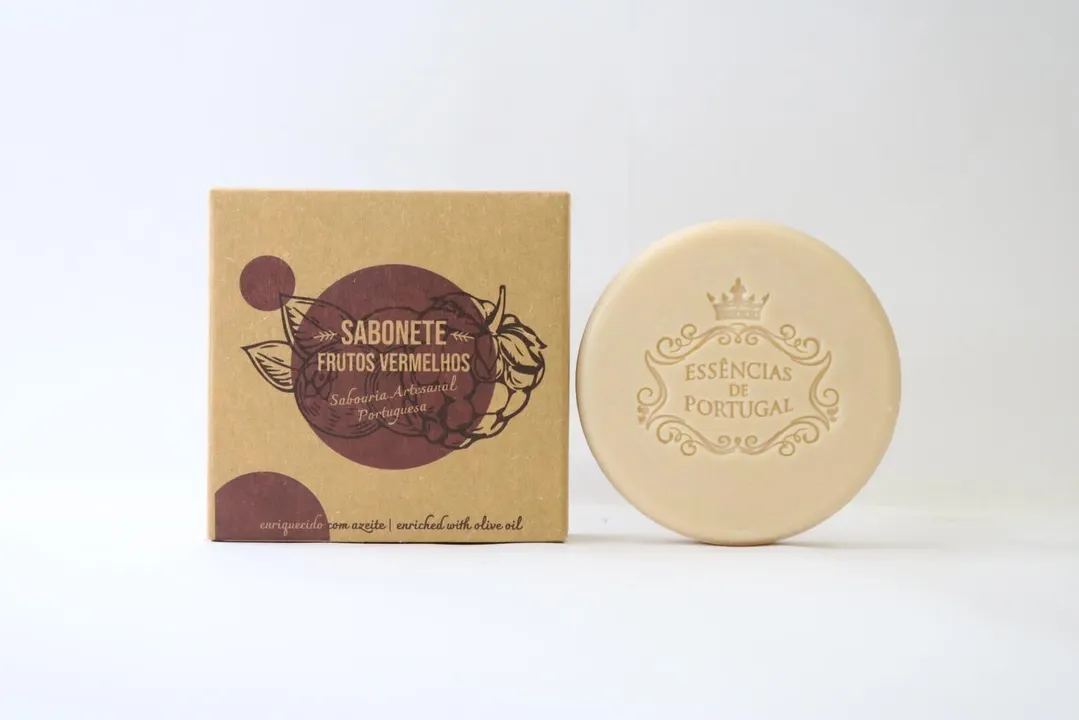 SABONETE
FRUTOS VERMELHOS
Saboaria Artesanal
Portuguesa
enriquecido com azeite | enriched with olive oil
ESSÊNCIAS
DE
PORTUGAL